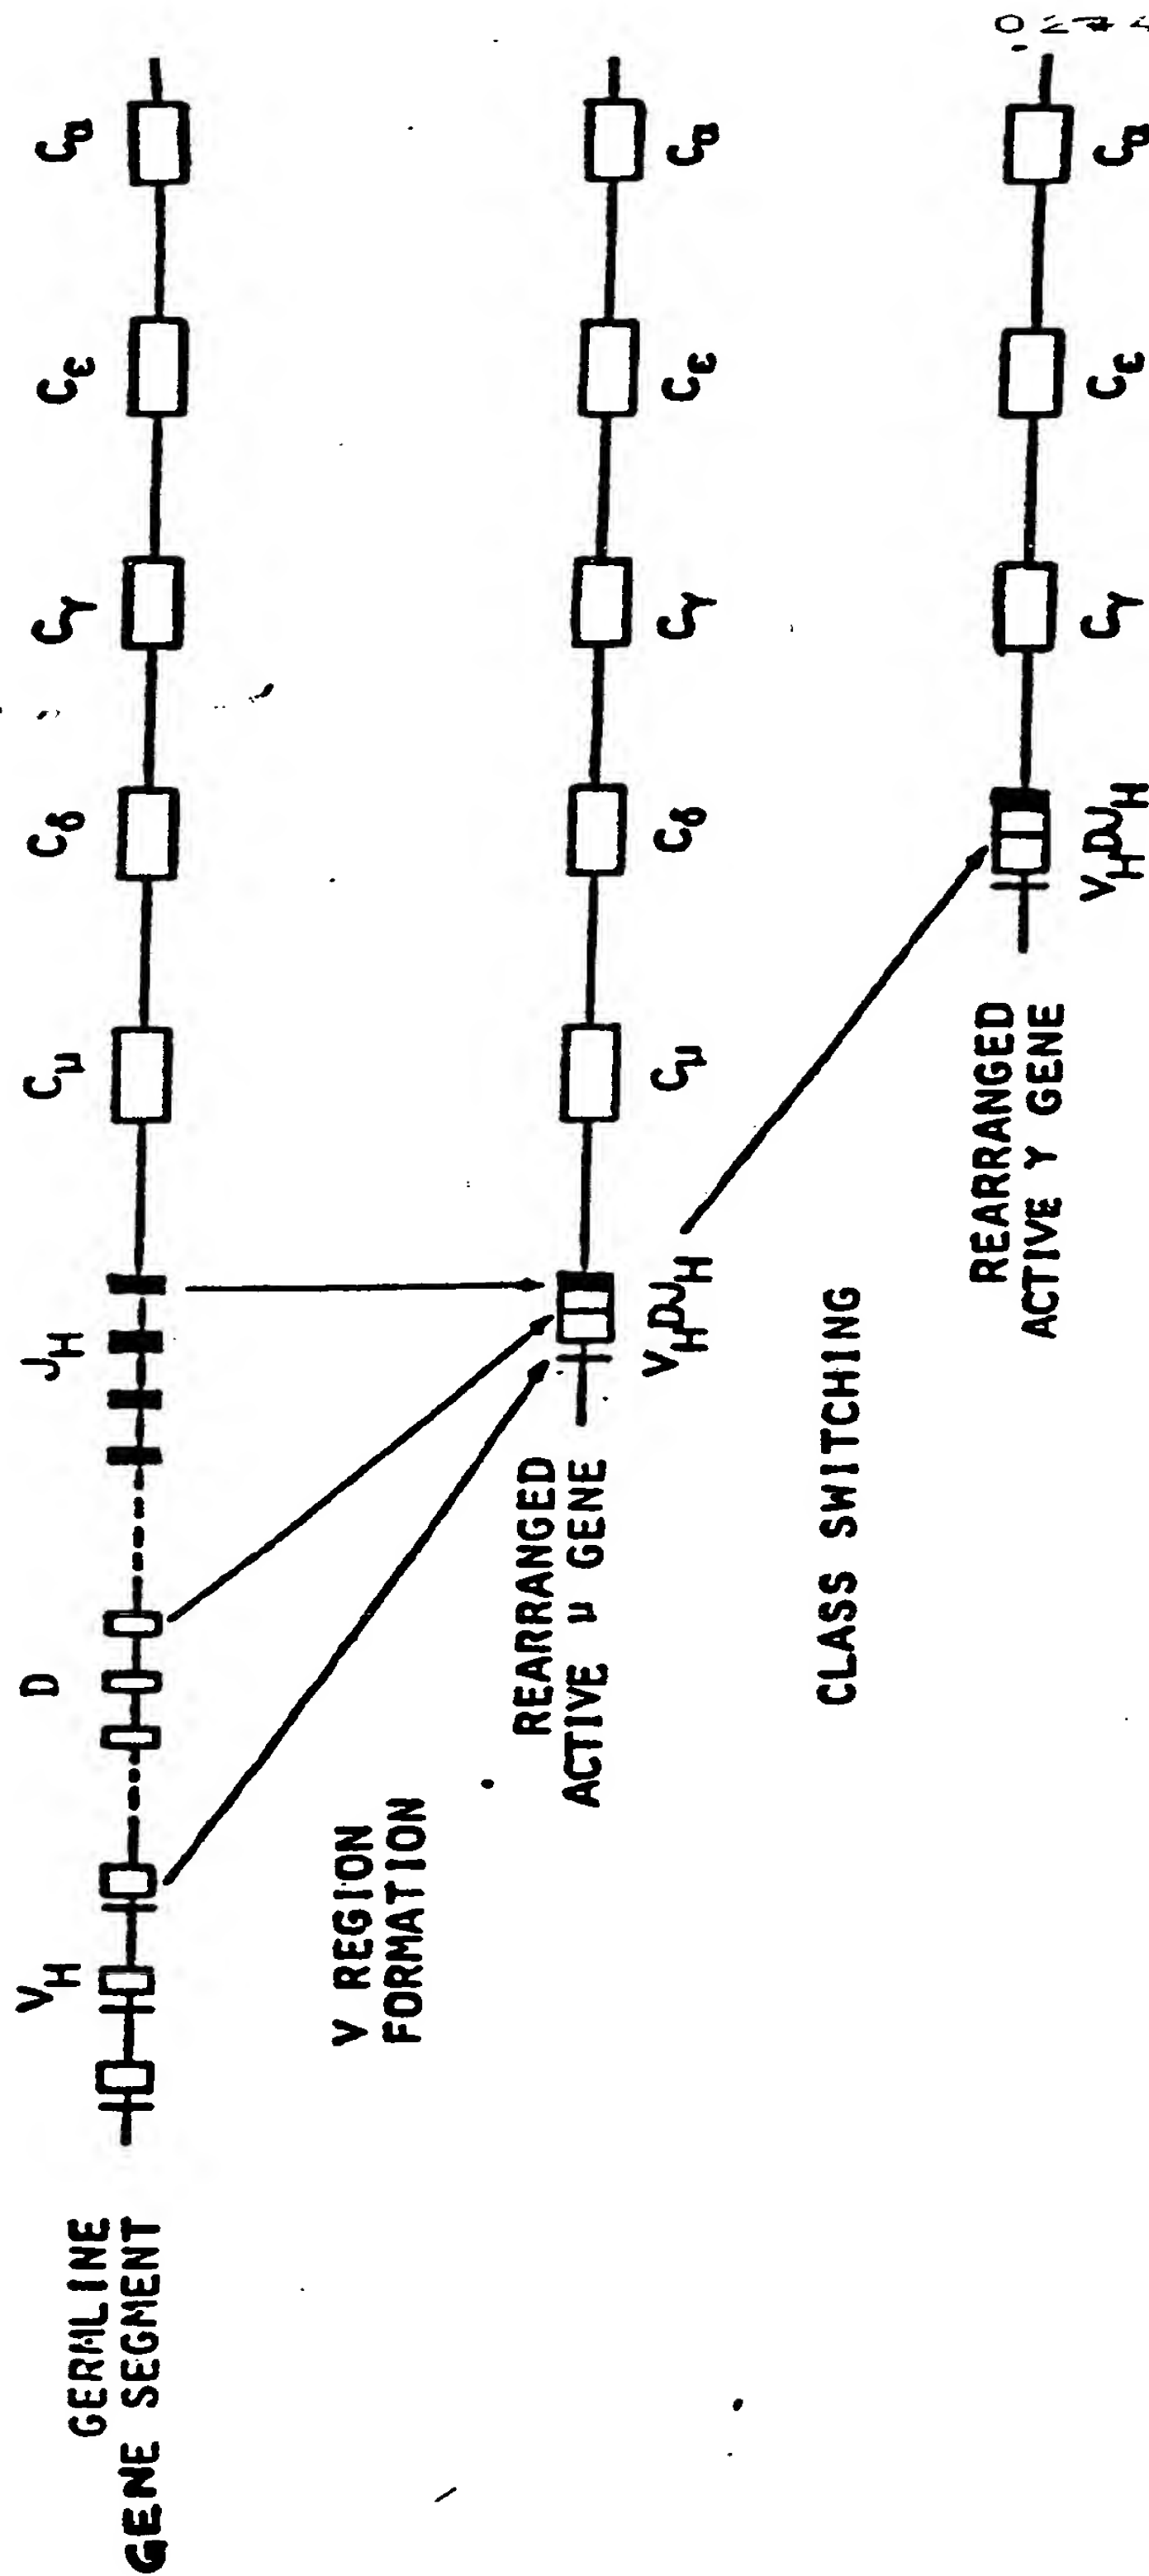 GERMLINE
GENE SEGMENT
V_H D J_H C_μ C_δ C_γ C_ε C_α
V REGION
FORMATION
REARRANGED
ACTIVE μ GENE
V_HDJ_H C_μ C_δ C_γ C_ε C_α
CLASS SWITCHING
REARRANGED
ACTIVE γ GENE
V_HDJ_H C_γ C_ε C_α